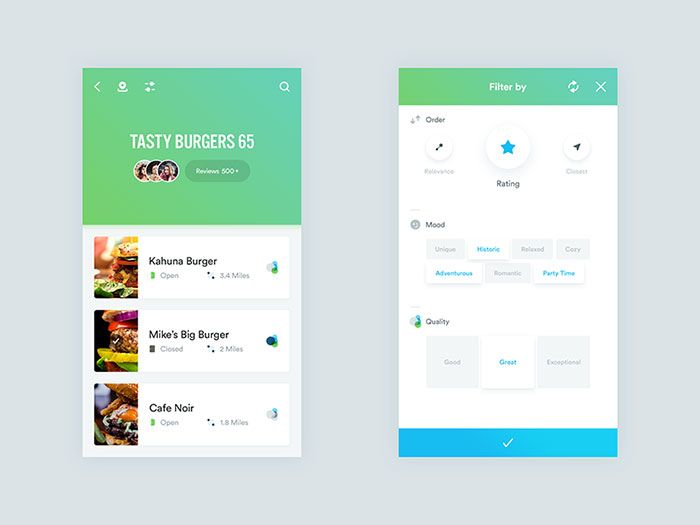 TASTY BURGERS 65
Reviews 500+
Kahuna Burger
Open 3.4 Miles
Mike's Big Burger
Closed 2 Miles
Cafe Noir
Open 1.8 Miles
Filter by
Order
Relevance Rating Closest
Mood
Unique Historic Relaxed Cozy
Adventurous Romantic Party Time
Quality
Good Great Exceptional